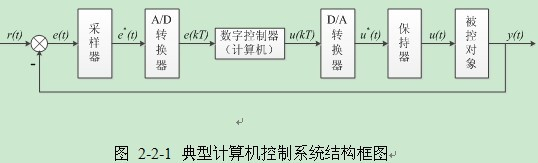 r(t)
e(t)
采样器
e*(t)
A/D
转换器
e(kT)
数字控制器
（计算机）
u(kT)
D/A
转换器
u*(t)
保持器
u(t)
被控对象
y(t)
-
图 2-2-1 典型计算机控制系统结构框图